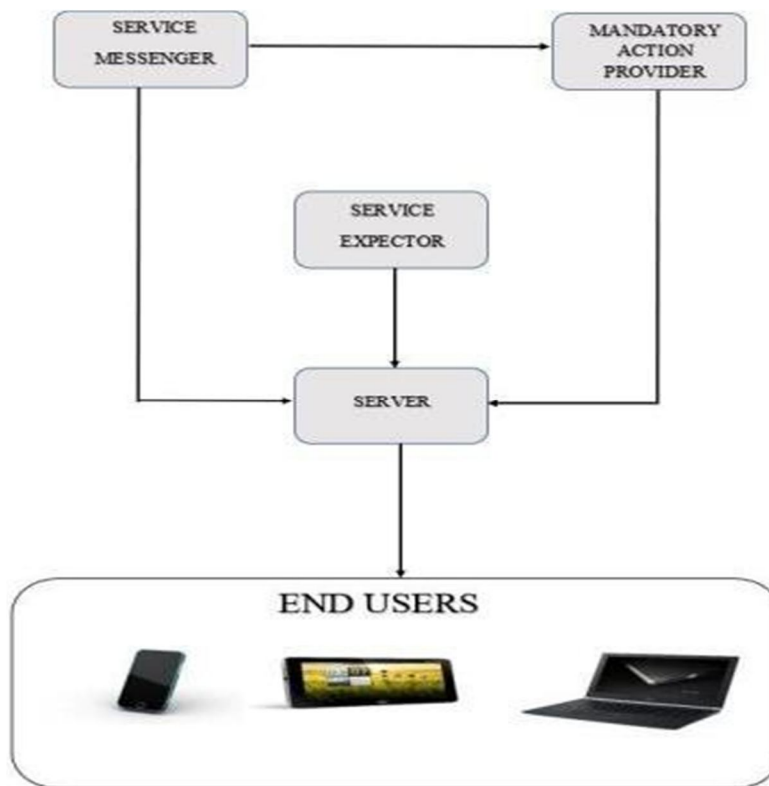 SERVICE
MESSENGER
MANDATORY
ACTION
PROVIDER
SERVICE
EXPECTOR
SERVER
END USERS